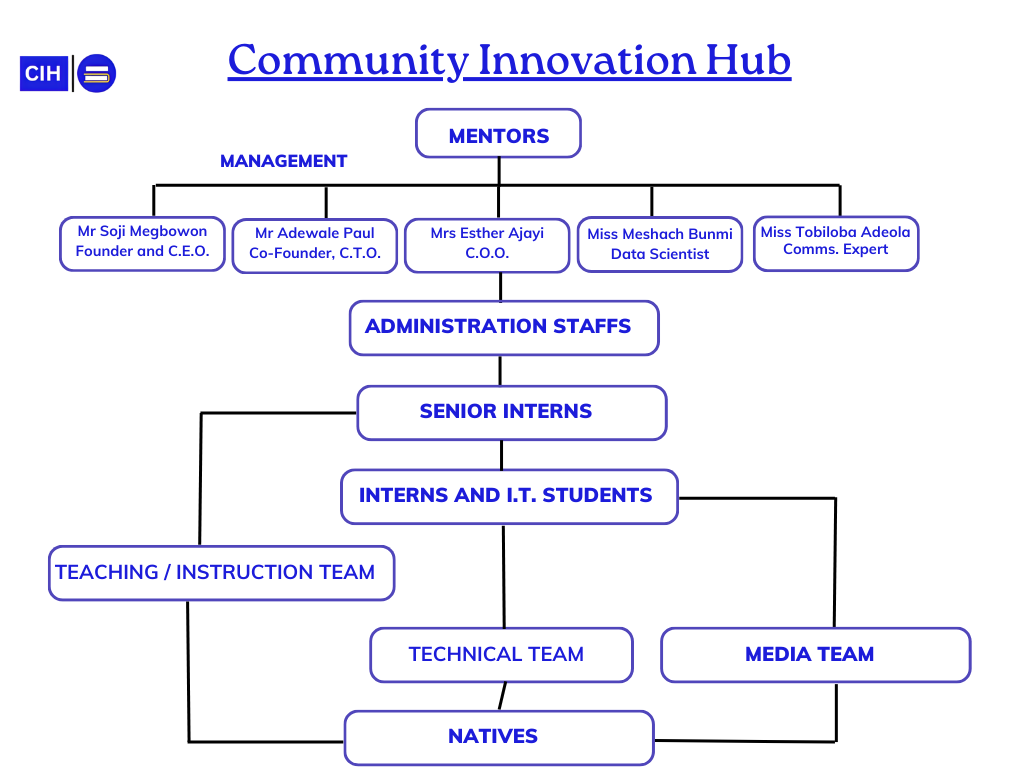 Community Innovation Hub
CIH
MENTORS
MANAGEMENT
Mr Soji Megbowon
Founder and C.E.O.
Mr Adewale Paul
Co-Founder, C.T.O.
Mrs Esther Ajayi
C.O.O.
Miss Meshach Bunmi
Data Scientist
Miss Tobiloba Adeola
Comms. Expert
ADMINISTRATION STAFFS
SENIOR INTERNS
INTERNS AND I.T. STUDENTS
TEACHING / INSTRUCTION TEAM
TECHNICAL TEAM
MEDIA TEAM
NATIVES